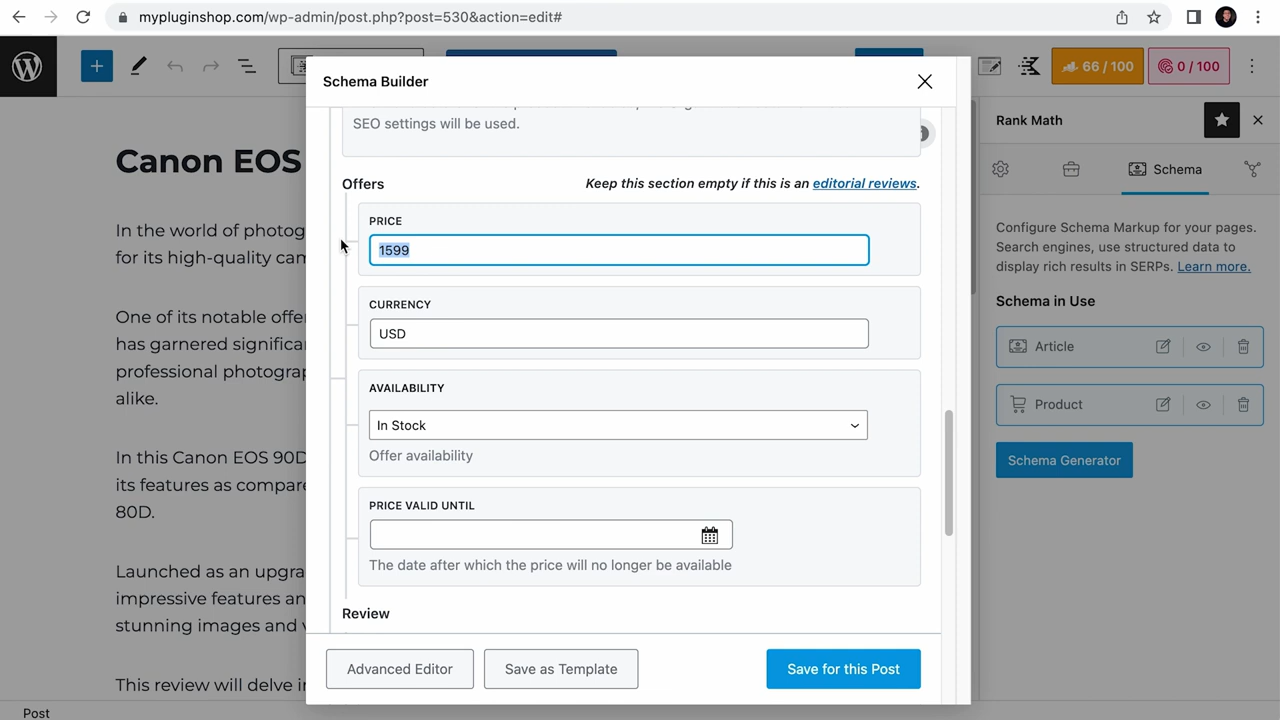 mypluginshop.com/wp-admin/post.php?post=530&action=edit#
66 / 100
0 / 100
Schema Builder
SEO settings will be used.
Offers
Keep this section empty if this is an editorial reviews.
PRICE
1599
CURRENCY
USD
AVAILABILITY
In Stock
Offer availability
PRICE VALID UNTIL
The date after which the price will no longer be available
Review
Advanced Editor
Save as Template
Save for this Post
Canon EOS
In the world of photog
for its high-quality cam
One of its notable offer
has garnered significan
professional photograp
alike.
In this Canon EOS 90D
its features as compare
80D.
Launched as an upgra
impressive features an
stunning images and v
This review will delve in
Post
Rank Math
Schema
Configure Schema Markup for your pages.
Search engines, use structured data to
display rich results in SERPs. Learn more.
Schema in Use
Article
Product
Schema Generator